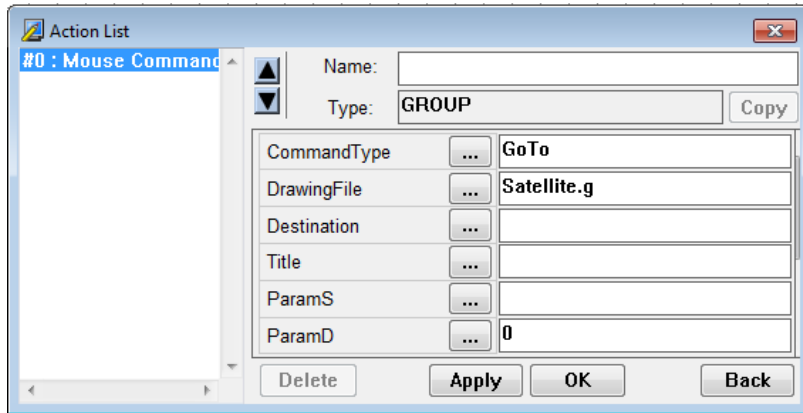 Action List
#0 : Mouse Command
Name:
Type: GROUP Copy
CommandType ... GoTo
DrawingFile ... Satellite.g
Destination ...
Title ...
ParamS ...
ParamD ... 0
Delete Apply OK Back